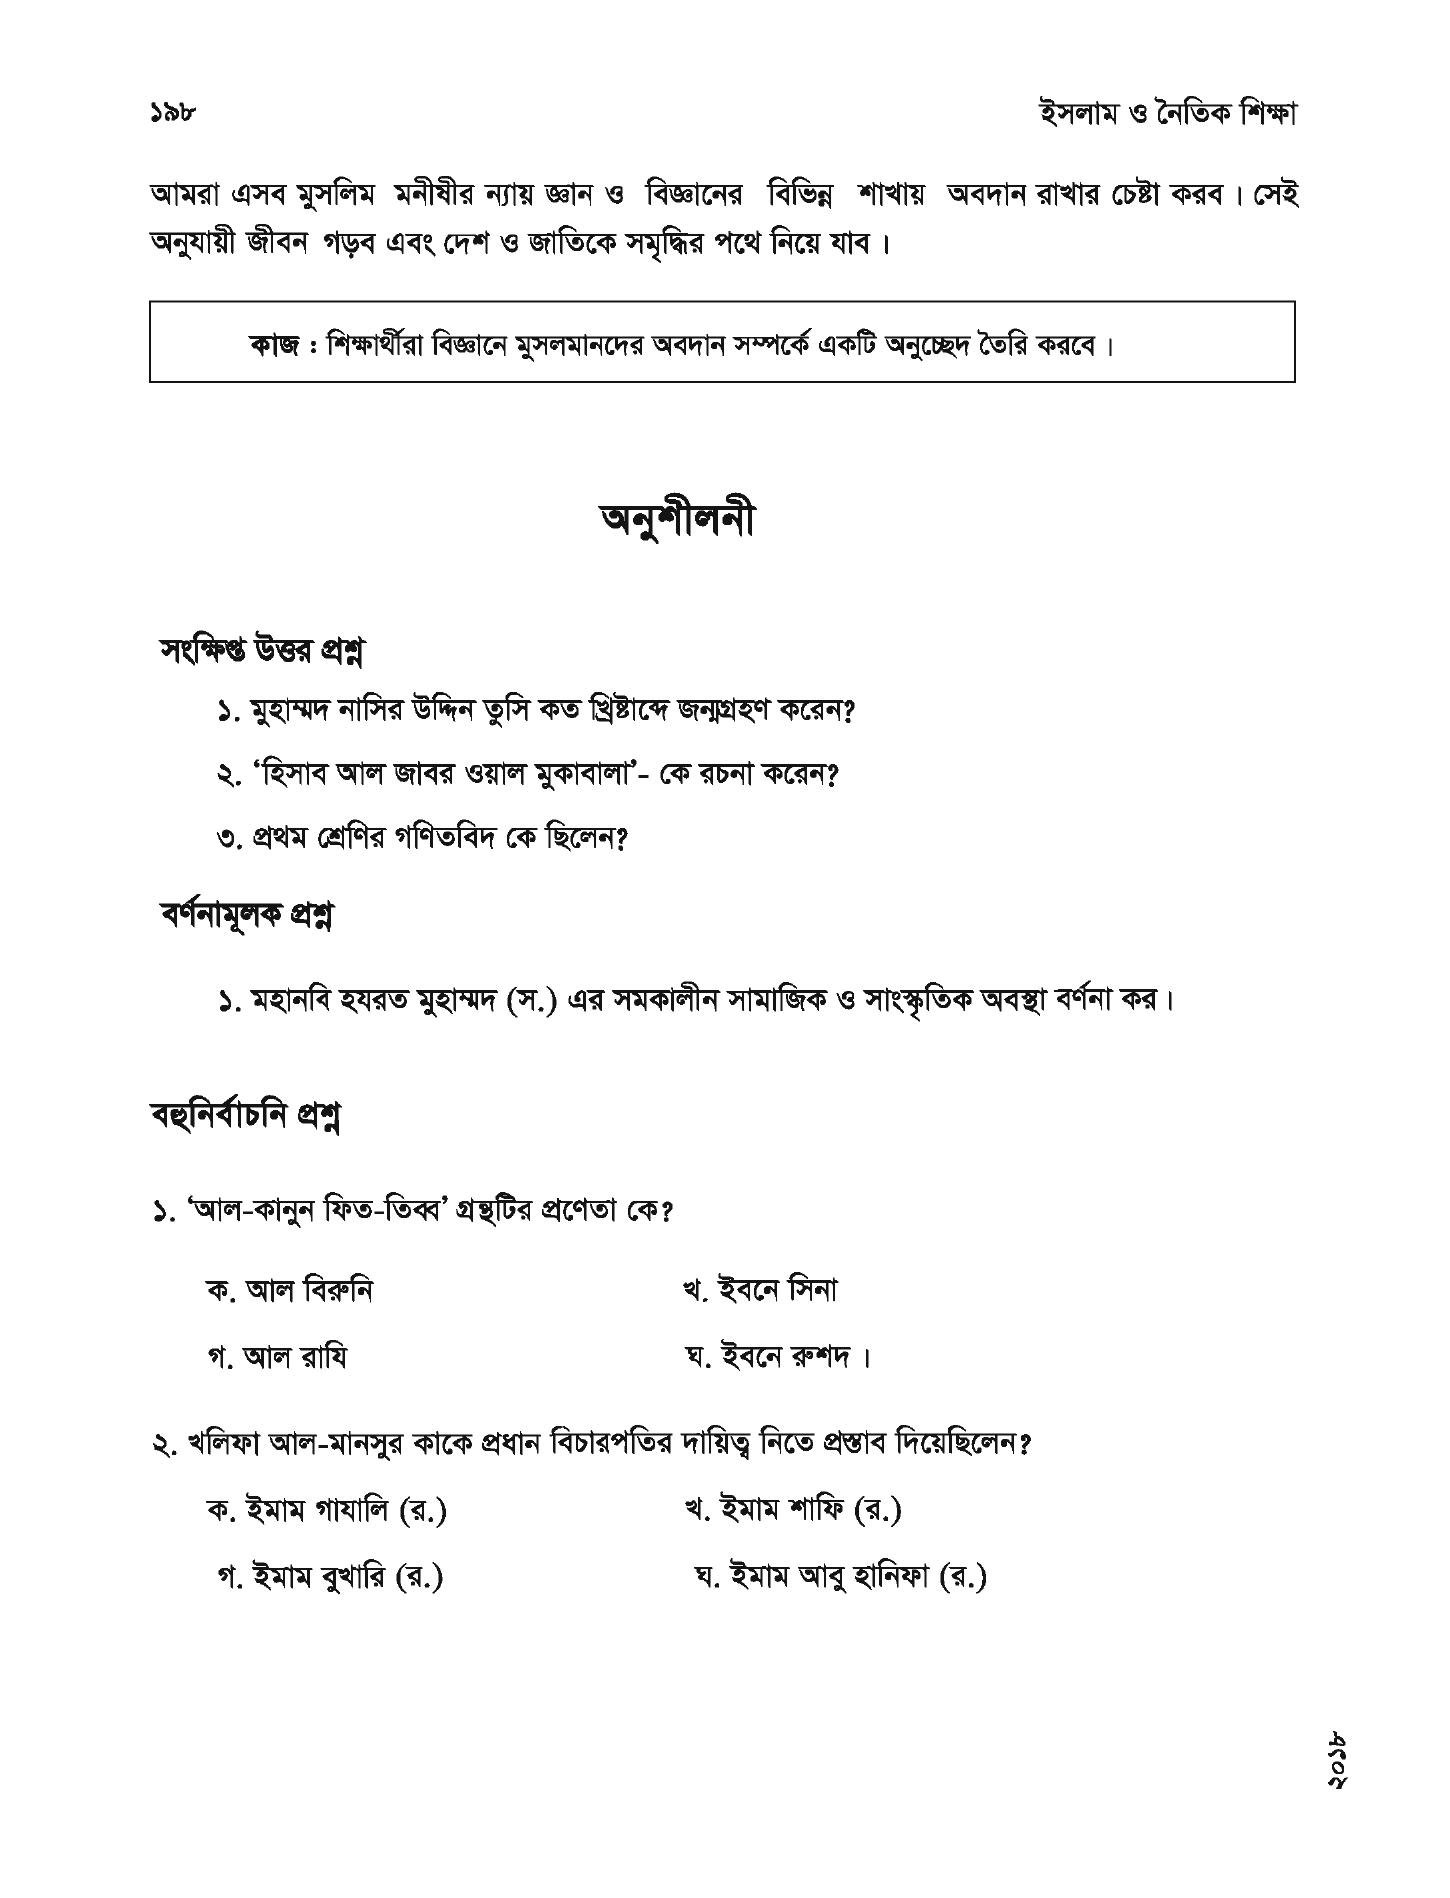 ১৯৮
ইসলাম ও নৈতিক শিক্ষা
আমরা এসব মুসলিম মনীষীর ন্যায় জ্ঞান ও বিজ্ঞানের বিভিন্ন শাখায় অবদান রাখার চেষ্টা করব । সেই
অনুযায়ী জীবন গড়ব এবং দেশ ও জাতিকে সমৃদ্ধির পথে নিয়ে যাব ।
কাজ : শিক্ষার্থীরা বিজ্ঞানে মুসলমানদের অবদান সম্পর্কে একটি অনুচ্ছেদ তৈরি করবে ।
অনুশীলনী
সংক্ষিপ্ত উত্তর প্রশ্ন
১. মুহাম্মদ নাসির উদ্দিন তুসি কত খ্রিষ্টাব্দে জন্মগ্রহণ করেন?
২. ‘হিসাব আল জাবর ওয়াল মুকাবালা’- কে রচনা করেন?
৩. প্রথম শ্রেণির গণিতবিদ কে ছিলেন?
বর্ণনামূলক প্রশ্ন
১. মহানবি হযরত মুহাম্মদ (স.) এর সমকালীন সামাজিক ও সাংস্কৃতিক অবস্থা বর্ণনা কর ।
বহুনির্বাচনি প্রশ্ন
১. ‘আল-কানুন ফিত-তিব্ব’ গ্রন্থটির প্রণেতা কে?
ক. আল বিরুনি খ. ইবনে সিনা
গ. আল রাযি ঘ. ইবনে রুশদ ।
২. খলিফা আল-মানসুর কাকে প্রধান বিচারপতির দায়িত্ব নিতে প্রস্তাব দিয়েছিলেন?
ক. ইমাম গাযালি (র.) খ. ইমাম শাফি (র.)
গ. ইমাম বুখারি (র.) ঘ. ইমাম আবু হানিফা (র.)
২০১৮